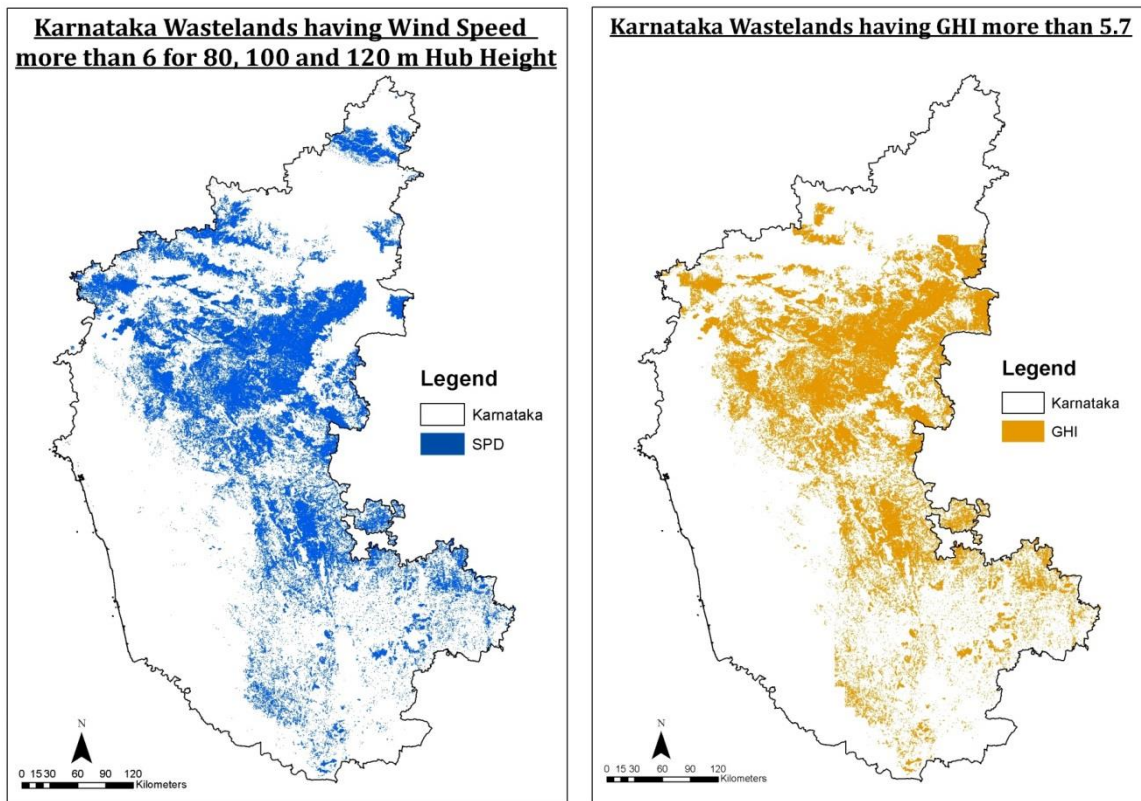 Karnataka Wastelands having Wind Speed
more than 6 for 80, 100 and 120 m Hub Height
Legend
Karnataka
SPD
N
0 15 30 60 90 120
Kilometers
Karnataka Wastelands having GHI more than 5.7
Legend
Karnataka
GHI
N
0 15 30 60 90 120
Kilometers